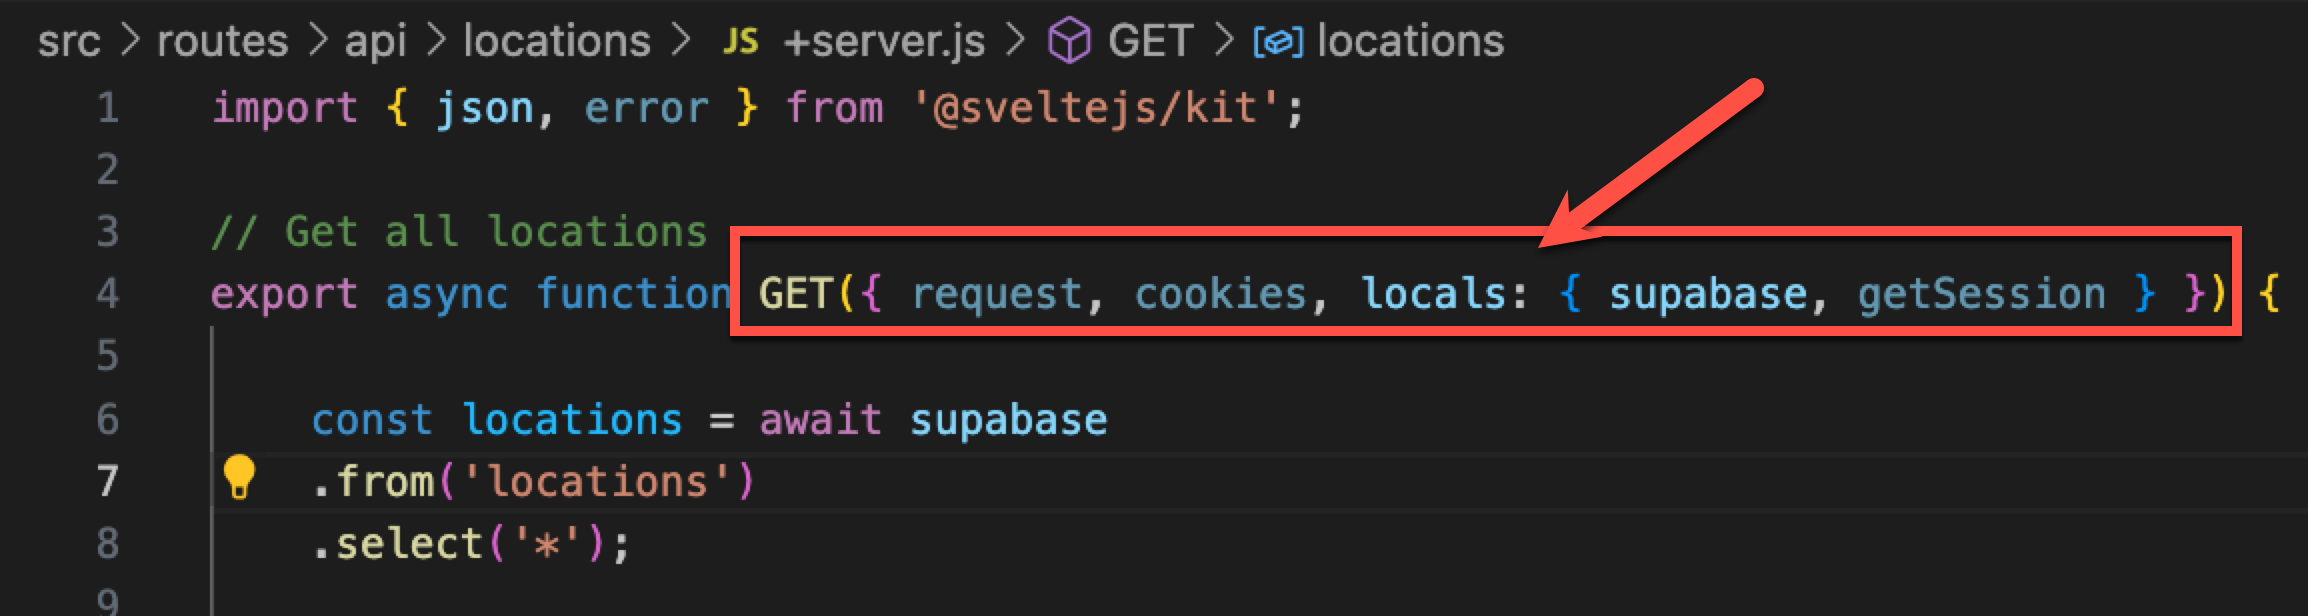 src > routes > api > locations > JS +server.js > GET > locations
1 import { json, error } from '@sveltejs/kit';
2
3 // Get all locations
4 export async function GET({ request, cookies, locals: { supabase, getSession } }) {
5
6 const locations = await supabase
7 .from('locations')
8 .select('*');
9